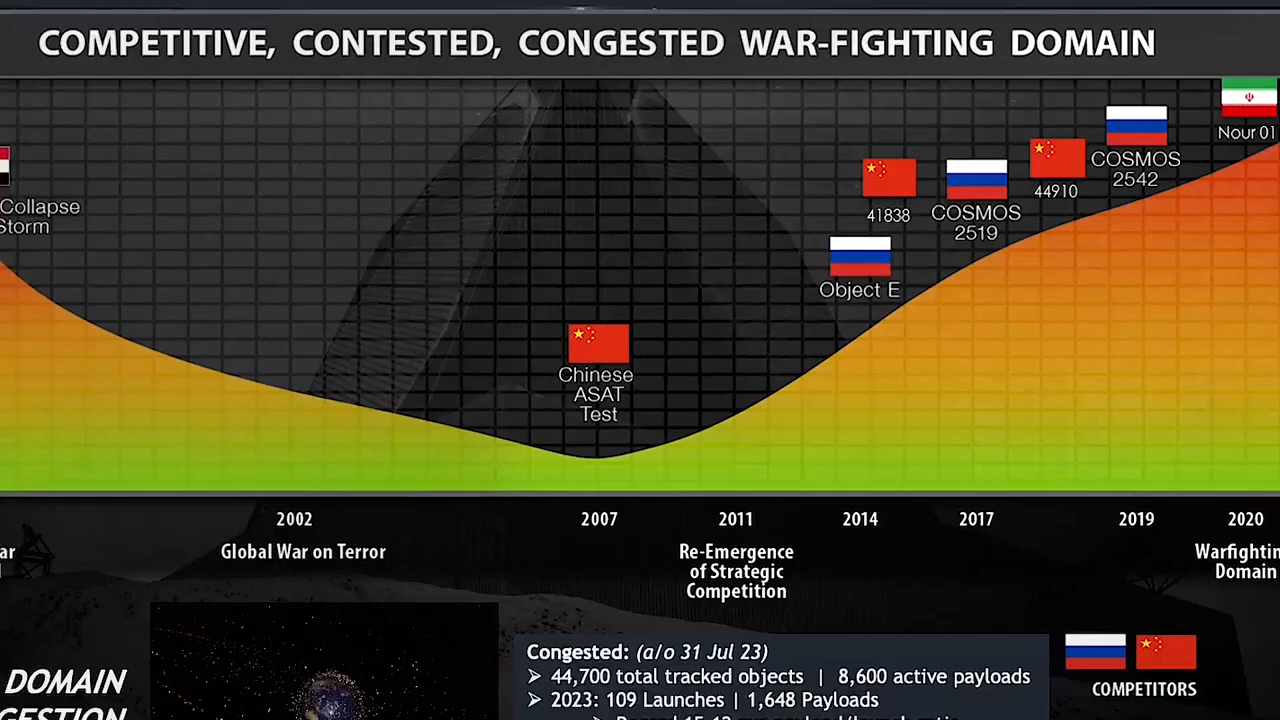 COMPETITIVE, CONTESTED, CONGESTED WAR-FIGHTING DOMAIN
Nour 01
COSMOS
2542
44910
41838
COSMOS
2519
Collapse
Storm
Object E
Chinese
ASAT
Test
2002
2007
2011
2014
2017
2019
2020
Global War on Terror
Re-Emergence
of Strategic
Competition
Domain
Congested: (a/o 31 Jul 23)
➢ 44,700 total tracked objects | 8,600 active payloads
➢ 2023: 109 Launches | 1,648 Payloads
DOMAIN
COMPETITORS